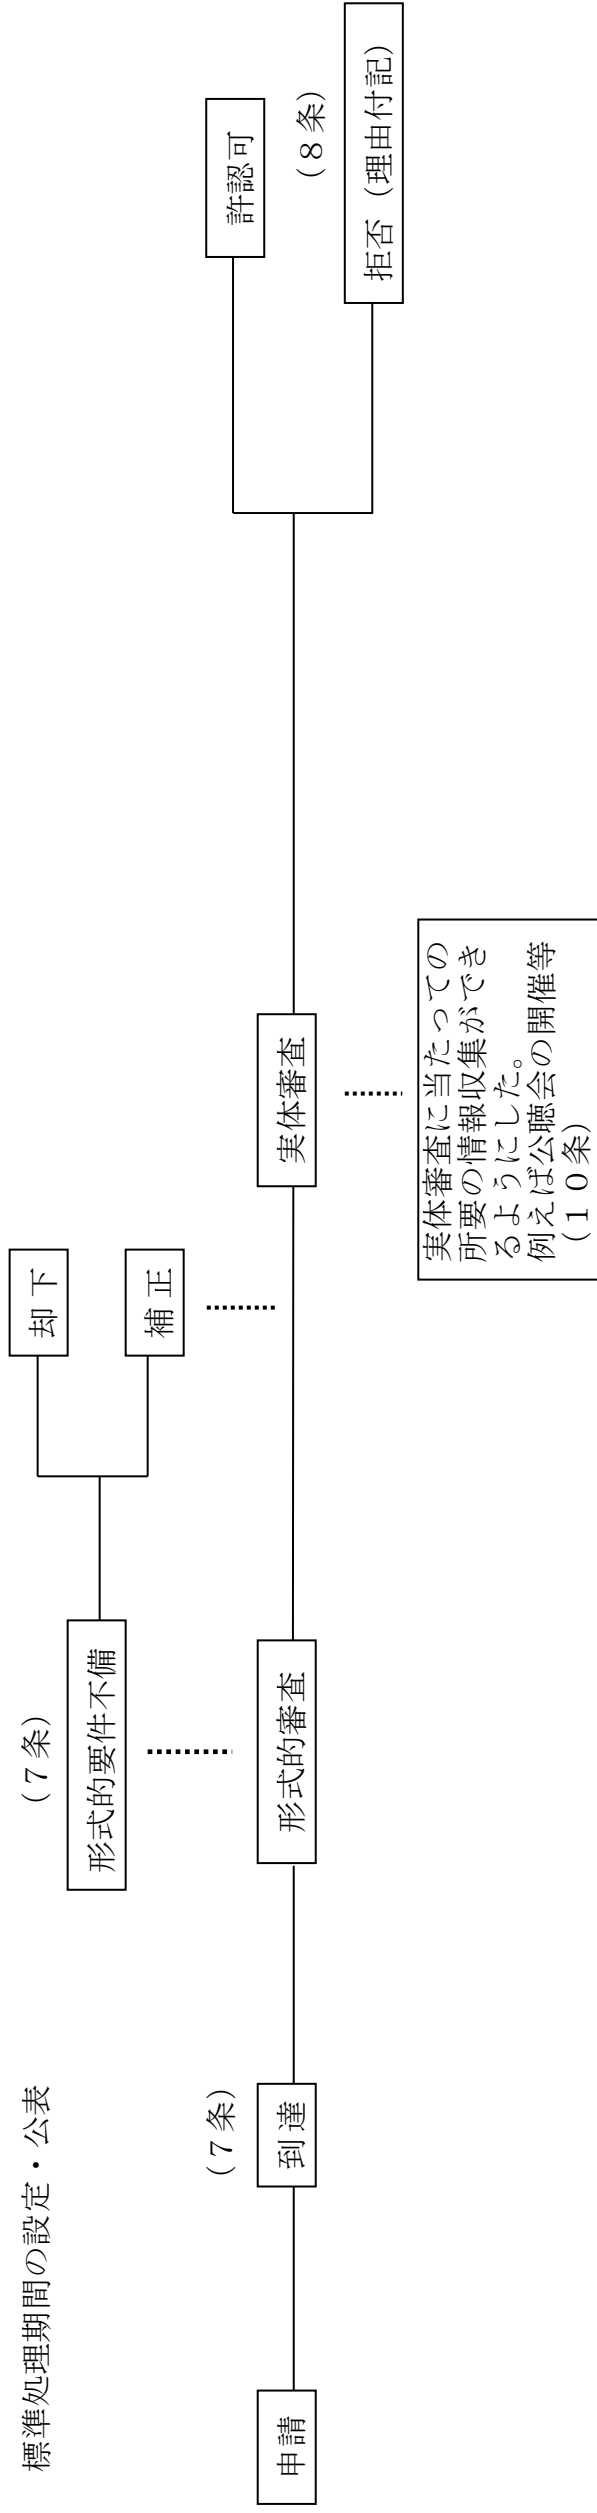 標準処理期間の設定・公表
申請
(7条)
到達
(7条)
形式的要件不備
形式的審査
却下
補正
実体審査
実体審査に当たっての
所要の情報収集ができ
るようにした。
例えば公聴会の開催等
(10条)
許認可
(8条)
拒否(理由付記)